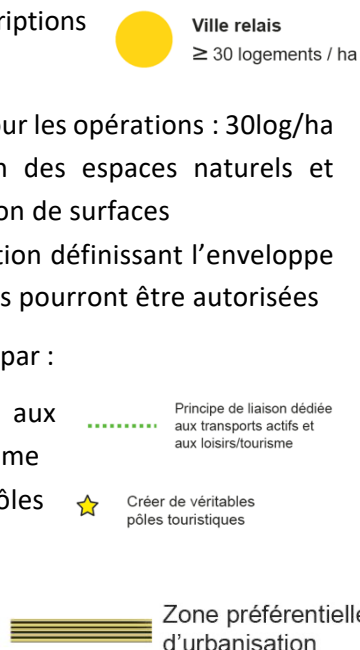 riptions
Ville relais
≥ 30 logements / ha
ur les opérations : 30log/ha
n des espaces naturels et
on de surfaces
tion définissant l’enveloppe
s pourront être autorisées
par :
Principe de liaison dédiée
aux
aux transports actifs et
aux loisirs/tourisme
me
ôles
Créer de véritables
pôles touristiques
Zone préférentielle
d'urbanisation